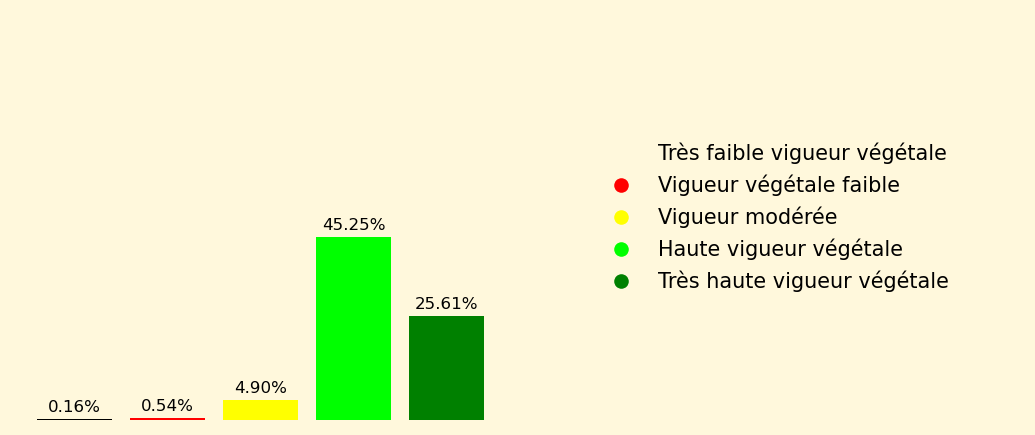 Très faible vigueur végétale
Vigueur végétale faible
Vigueur modérée
Haute vigueur végétale
Très haute vigueur végétale
45.25%
25.61%
4.90%
0.16%
0.54%